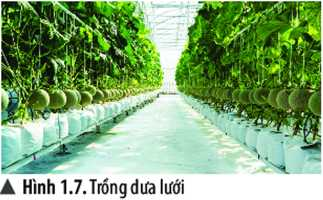 ▲ Hình 1.7. Trồng dưa lưới